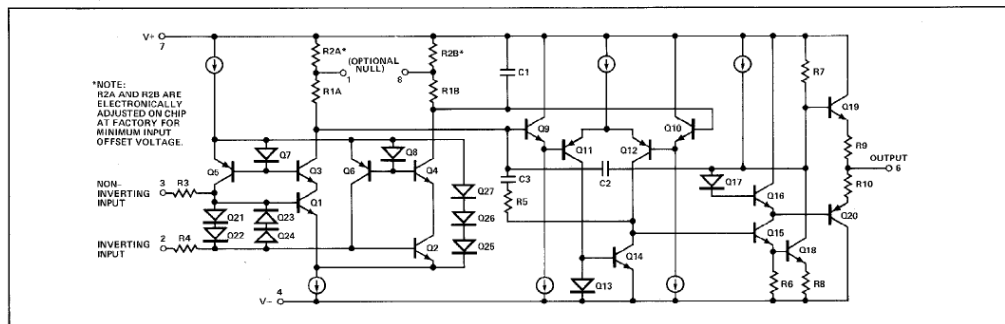 V+
7
R2A*
(OPTIONAL
NULL)
R2B*
1
8
R1A
R1B
C1
R7
*NOTE:
R2A AND R2B ARE
ELECTRONICALLY
ADJUSTED ON CHIP
AT FACTORY FOR
MINIMUM INPUT
OFFSET VOLTAGE.
Q9
Q10
Q19
Q11
Q12
R9
Q7
Q8
OUTPUT
6
Q5
Q3
Q6
Q4
C3
C2
Q17
Q16
R10
NON-
INVERTING
INPUT
3
R3
Q1
Q27
R5
Q20
Q21
Q23
Q26
Q15
Q22
Q24
Q25
Q18
INVERTING
INPUT
2
R4
Q2
Q14
Q13
R6
R8
V−
4